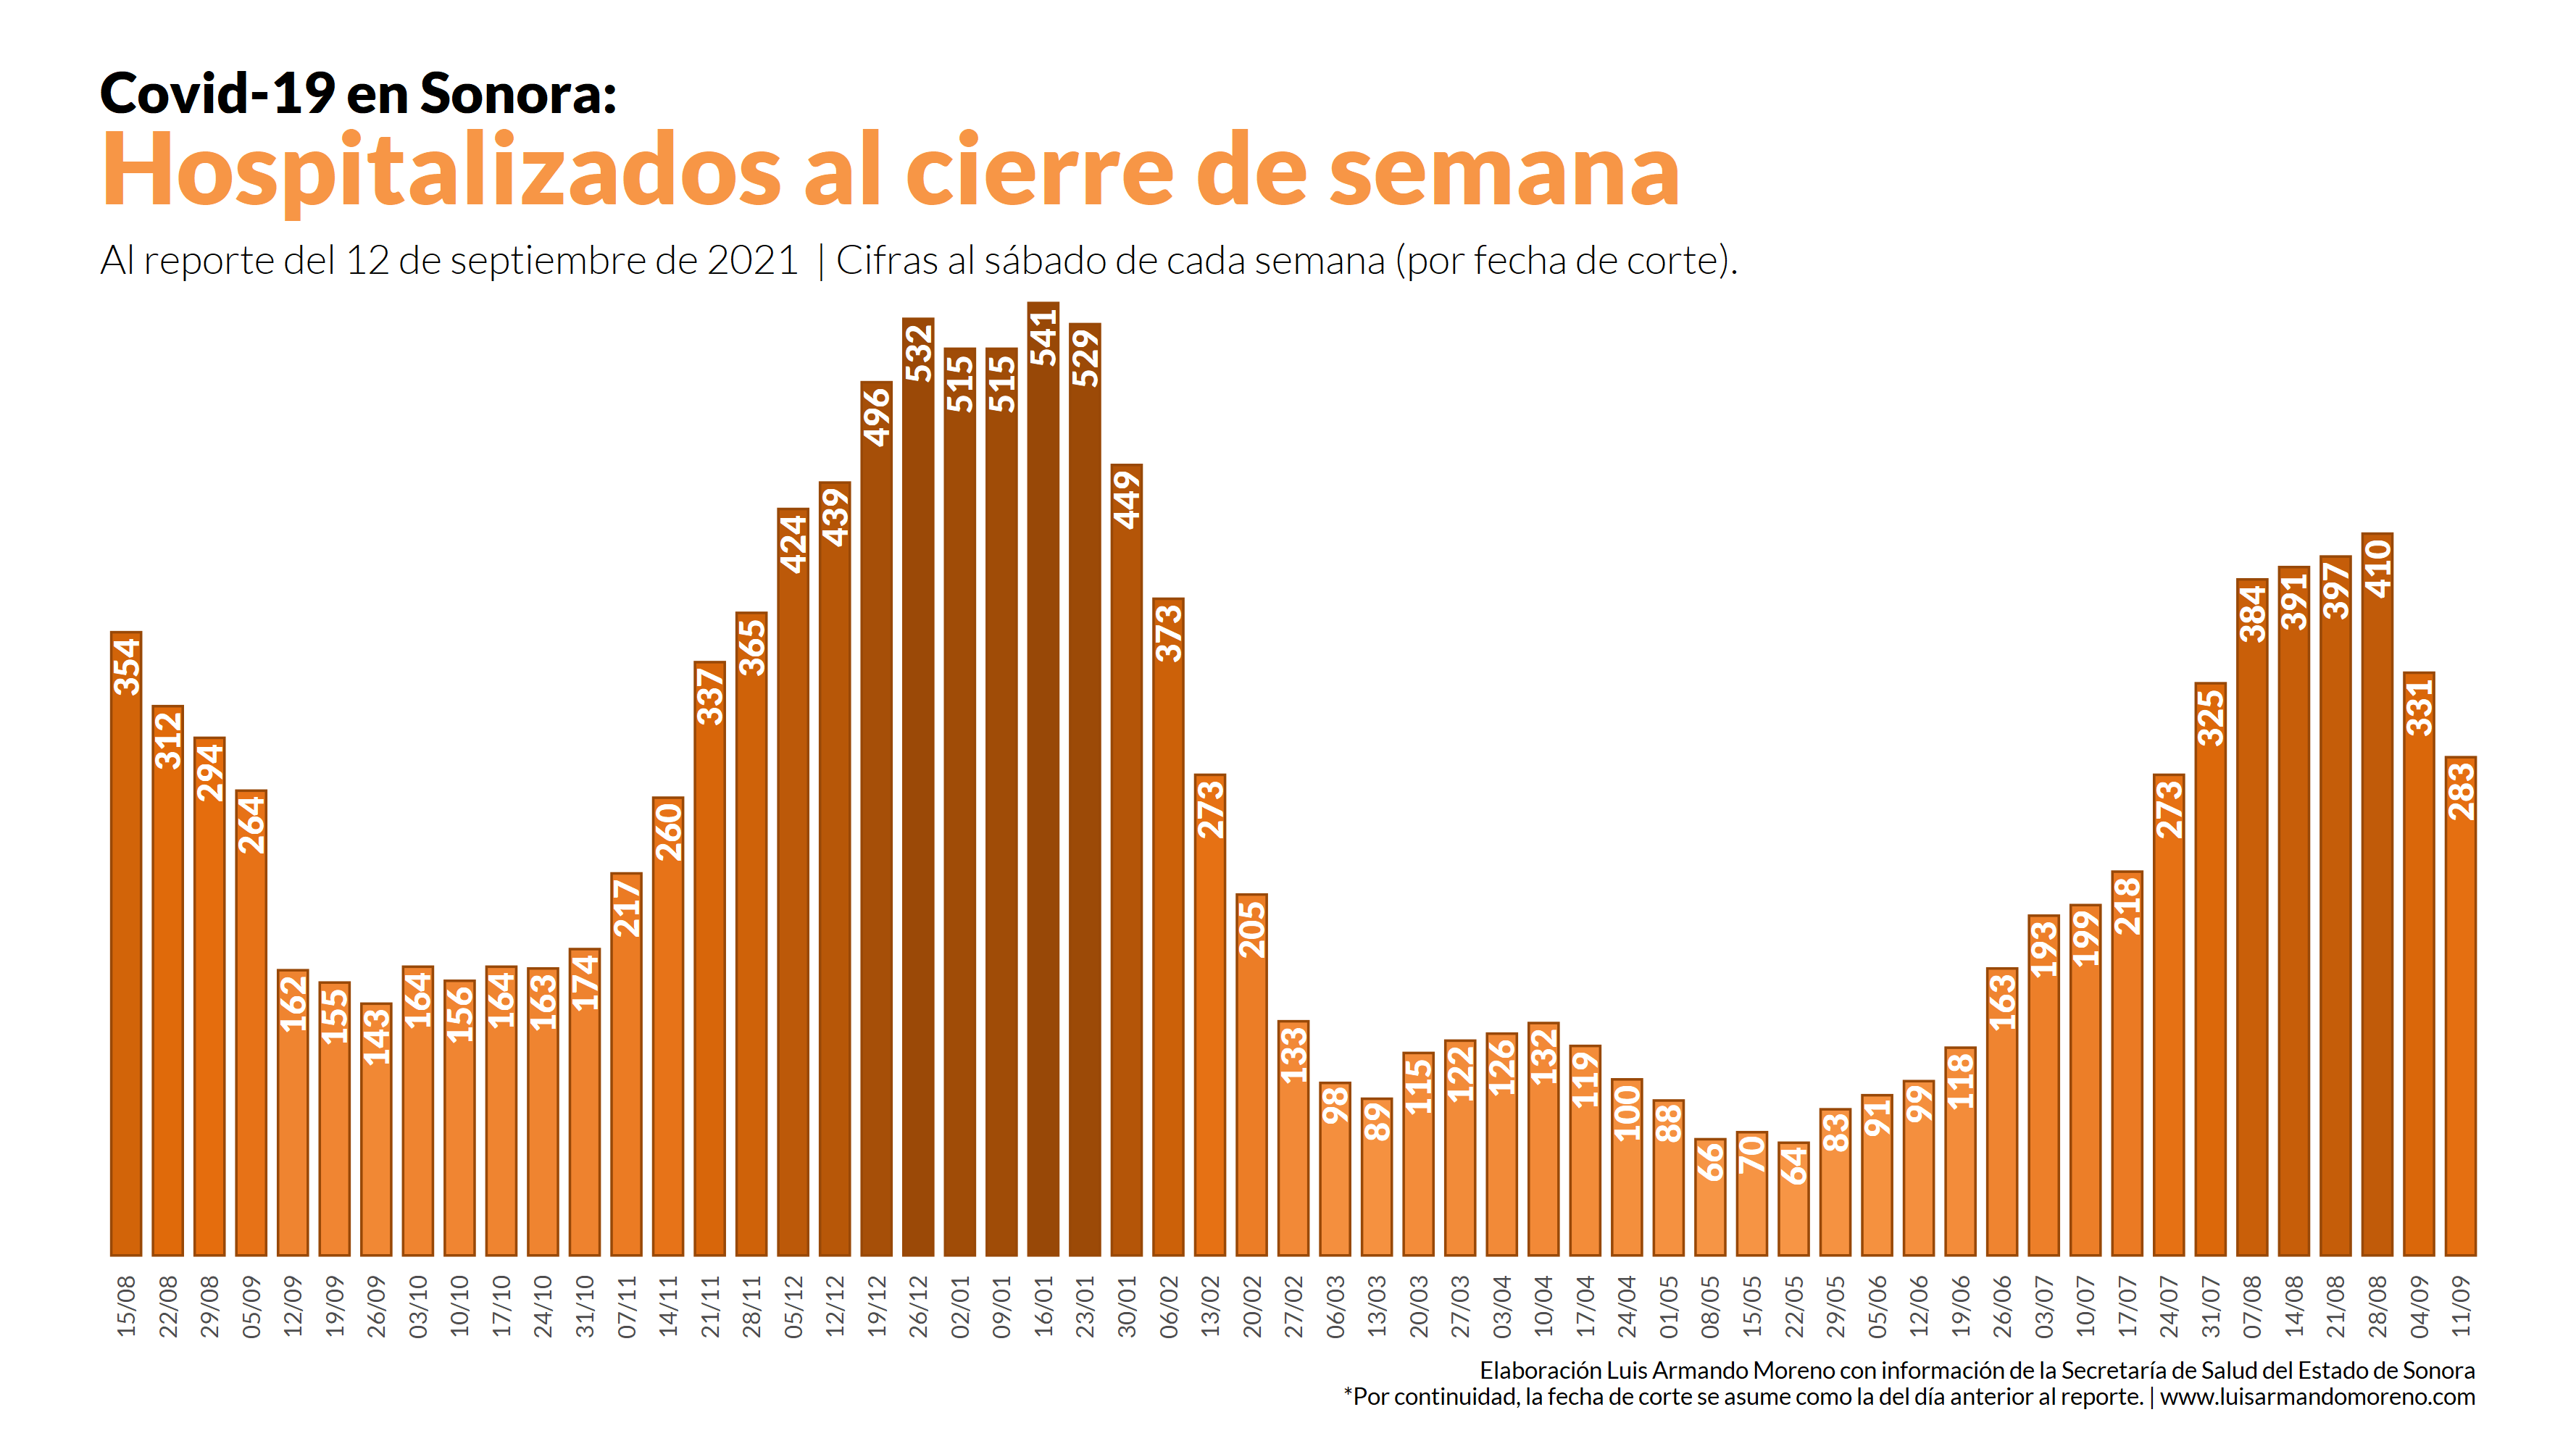 Covid-19 en Sonora:
Hospitalizados al cierre de semana
Al reporte del 12 de septiembre de 2021 | Cifras al sábado de cada semana (por fecha de corte).
354 312 294 264 162 155 143 164 156 164 163 174 217 260 337 365 424 439 496 532 515 515 541 529 449 373 273 205 133 98 89 115 122 126 132 119 100 88 66 70 64 83 91 99 118 163 193 199 218 273 325 384 391 397 410 331 283
15/08 22/08 29/08 05/09 12/09 19/09 26/09 03/10 10/10 17/10 24/10 31/10 07/11 14/11 21/11 28/11 05/12 12/12 19/12 26/12 02/01 09/01 16/01 23/01 30/01 06/02 13/02 20/02 27/02 06/03 13/03 20/03 27/03 03/04 10/04 17/04 24/04 01/05 08/05 15/05 22/05 29/05 05/06 12/06 19/06 26/06 03/07 10/07 17/07 24/07 31/07 07/08 14/08 21/08 28/08 04/09 11/09
Elaboración Luis Armando Moreno con información de la Secretaría de Salud del Estado de Sonora
*Por continuidad, la fecha de corte se asume como la del día anterior al reporte. | www.luisarmandomoreno.com